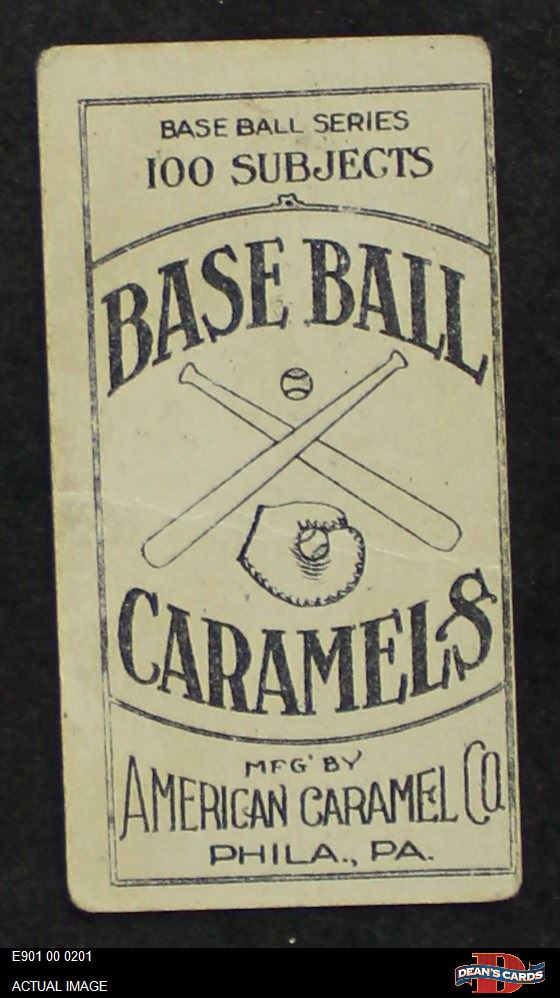 BASE BALL SERIES
100 SUBJECTS
BASE BALL
CARAMELS
MFG' BY
AMERICAN CARAMEL CO.
PHILA., PA.
E901 00 0201
ACTUAL IMAGE
DEAN'S CARDS